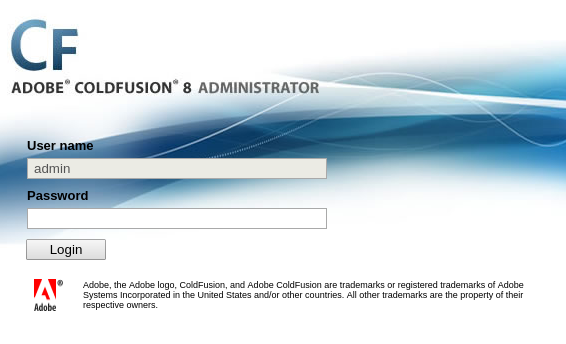 CF
ADOBE® COLDFUSION® 8 ADMINISTRATOR
User name
admin
Password
Login
Adobe, the Adobe logo, ColdFusion, and Adobe ColdFusion are trademarks or registered trademarks of Adobe
Systems Incorporated in the United States and/or other countries. All other trademarks are the property of their
respective owners.
Adobe®